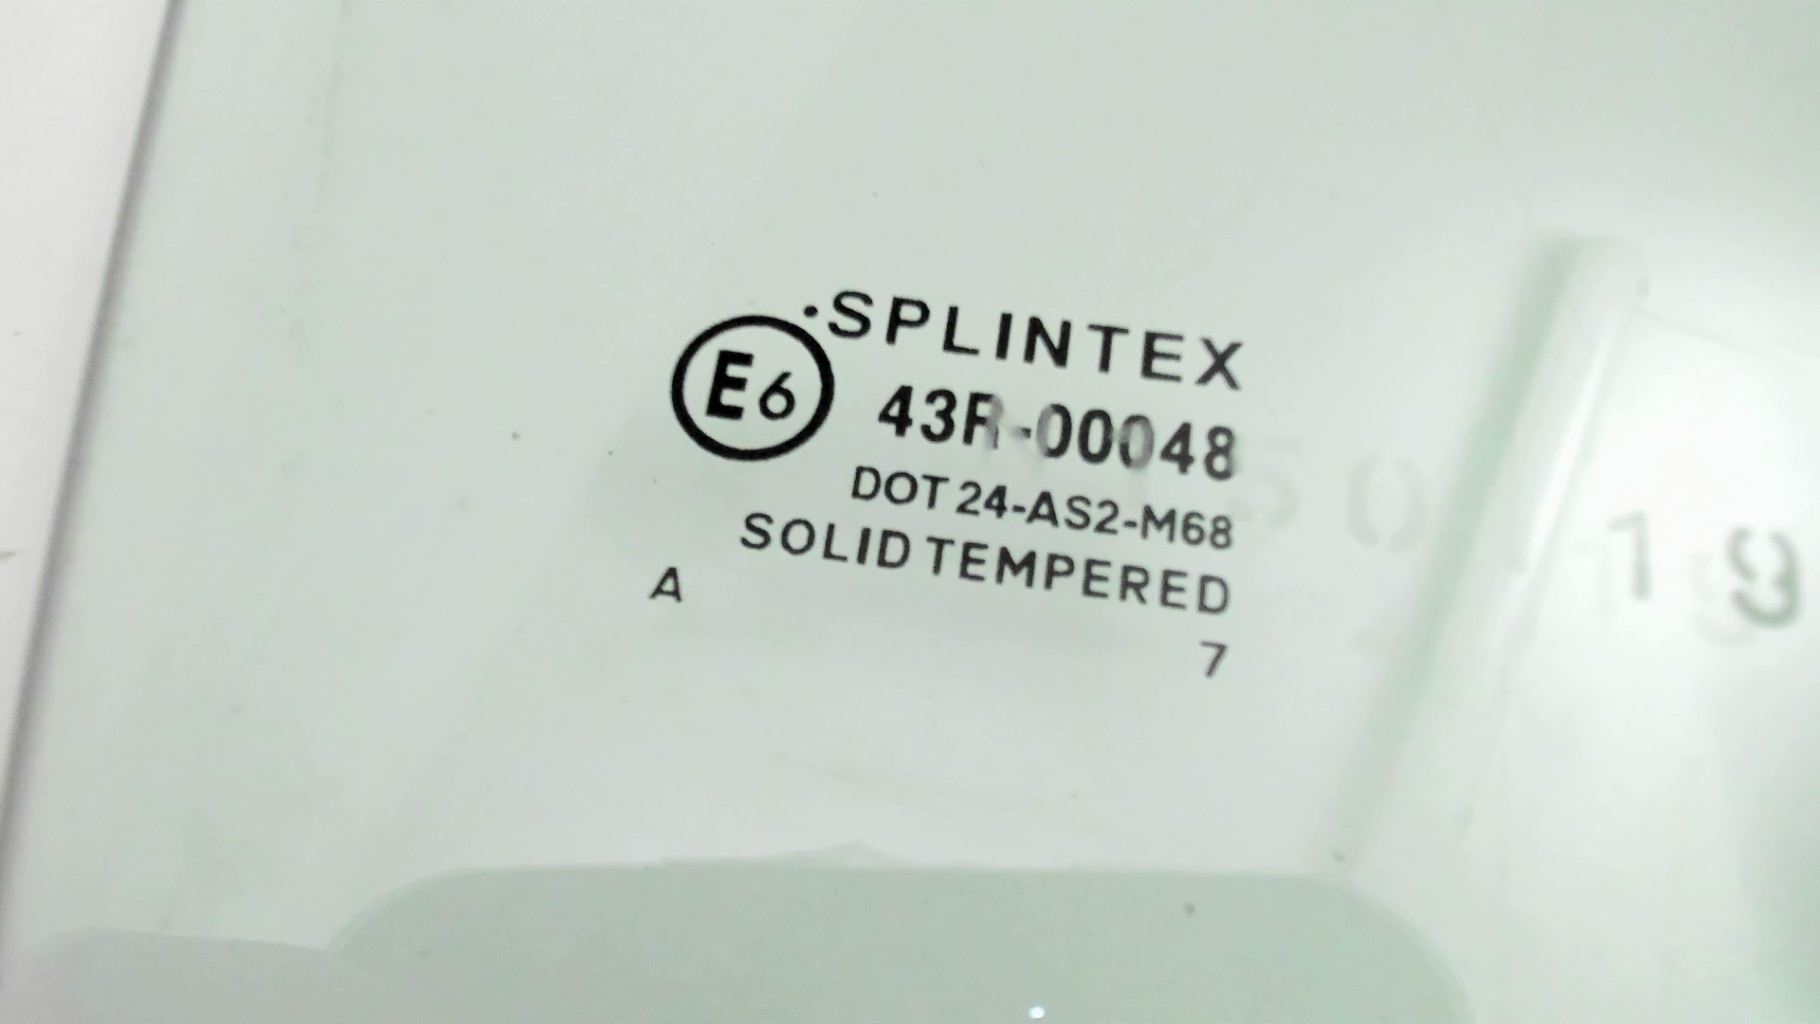 ·SPLINTEX
E6
43R-00048
DOT 24-AS2-M68
SOLID TEMPERED
A
7